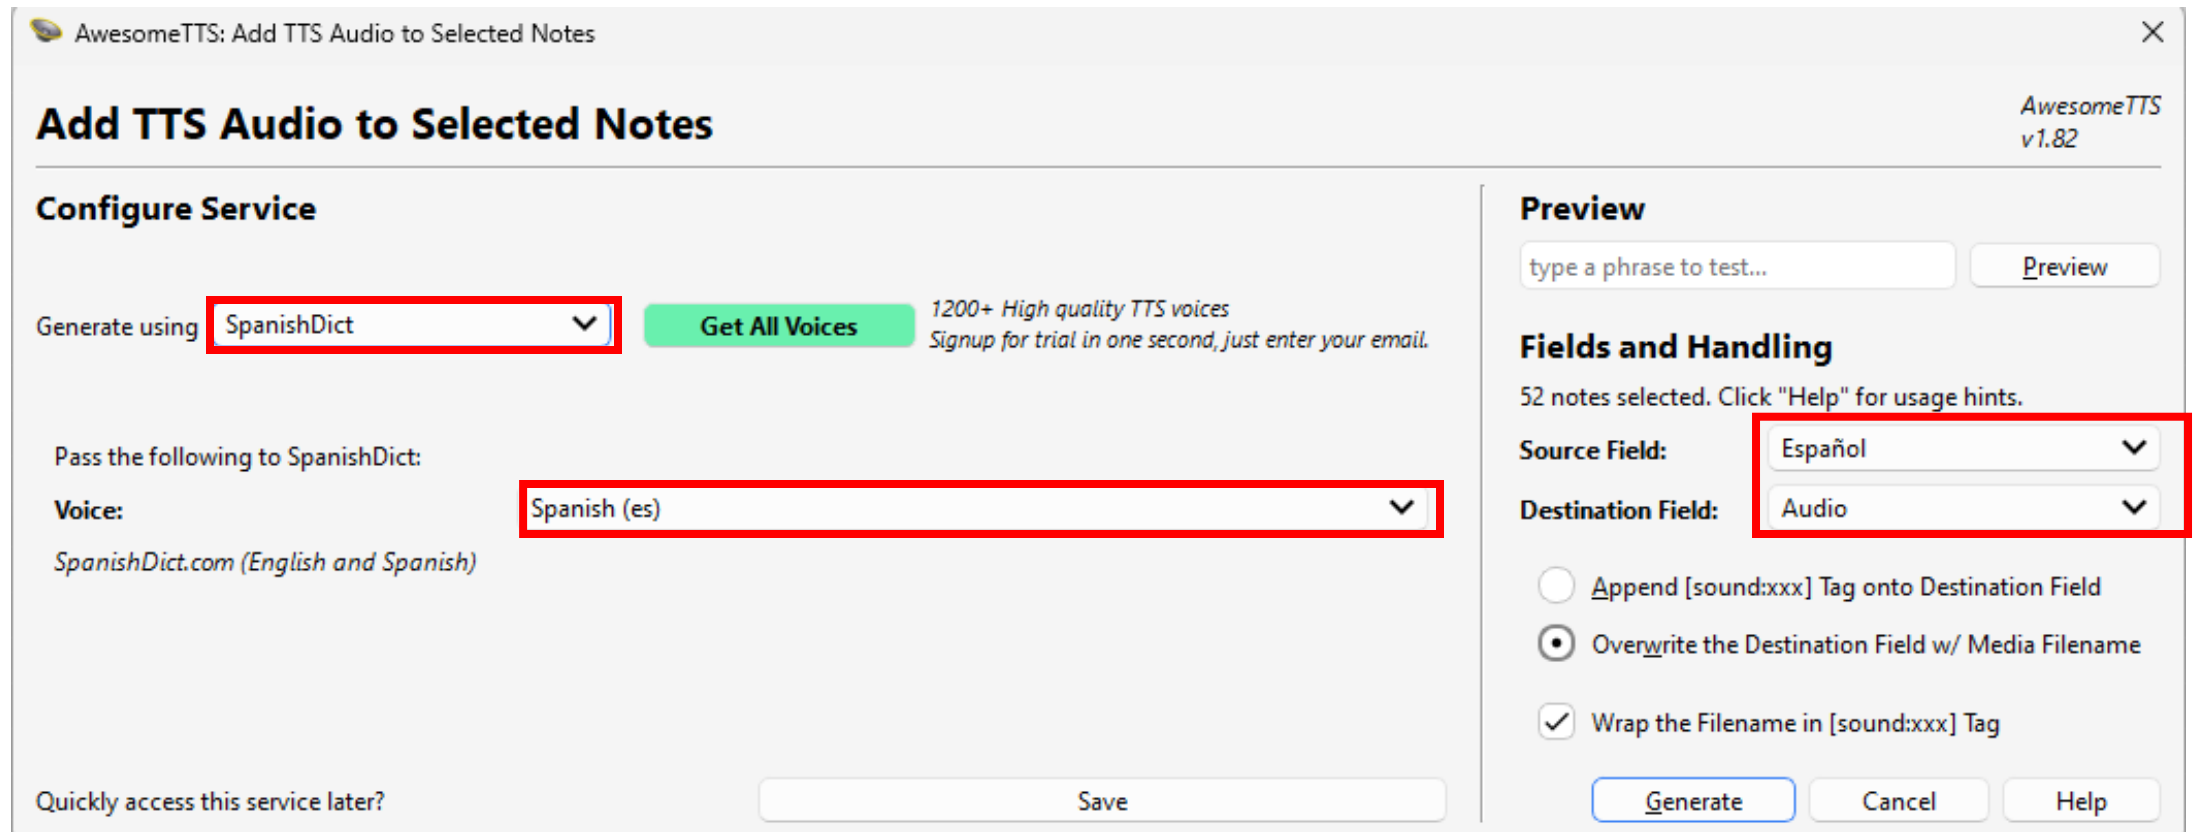 AwesomeTTS: Add TTS Audio to Selected Notes
Add TTS Audio to Selected Notes
AwesomeTTS
v1.82
Configure Service
Generate using
SpanishDict
Get All Voices
1200+ High quality TTS voices
Signup for trial in one second, just enter your email.
Pass the following to SpanishDict:
Voice:
Spanish (es)
SpanishDict.com (English and Spanish)
Quickly access this service later?
Save
Preview
type a phrase to test...
Preview
Fields and Handling
52 notes selected. Click "Help" for usage hints.
Source Field:
Español
Destination Field:
Audio
Append [sound:xxx] Tag onto Destination Field
Overwrite the Destination Field w/ Media Filename
Wrap the Filename in [sound:xxx] Tag
Generate
Cancel
Help